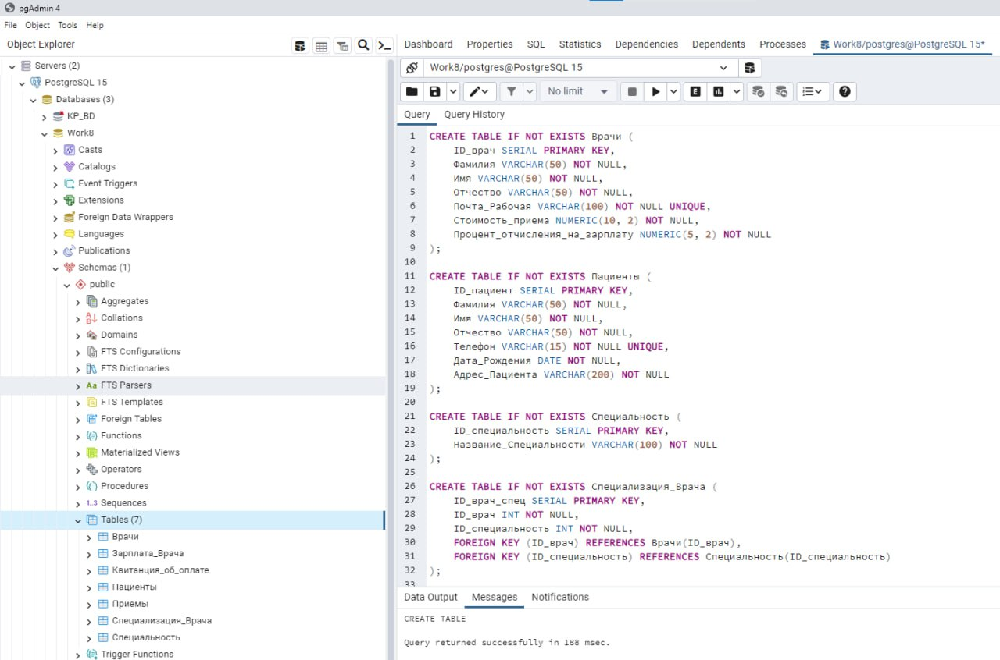 pgAdmin 4
File Object Tools Help
Object Explorer
Servers (2)
PostgreSQL 15
Databases (3)
KP_BD
Work8
Casts
Catalogs
Event Triggers
Extensions
Foreign Data Wrappers
Languages
Publications
Schemas (1)
public
Aggregates
Collations
Domains
FTS Configurations
FTS Dictionaries
Aa FTS Parsers
FTS Templates
Foreign Tables
Functions
Materialized Views
Operators
Procedures
1..3 Sequences
Tables (7)
Врачи
Зарплата_Врача
Квитанция_об_оплате
Пациенты
Приемы
Специализация_Врача
Специальность
Trigger Functions
Dashboard Properties SQL Statistics Dependencies Dependents Processes Work8/postgres@PostgreSQL 15*
Work8/postgres@PostgreSQL 15
No limit
Query Query History
1 CREATE TABLE IF NOT EXISTS Врачи (
2 ID_врач SERIAL PRIMARY KEY,
3 Фамилия VARCHAR(50) NOT NULL,
4 Имя VARCHAR(50) NOT NULL,
5 Отчество VARCHAR(50) NOT NULL,
6 Почта_Рабочая VARCHAR(100) NOT NULL UNIQUE,
7 Стоимость_приема NUMERIC(10, 2) NOT NULL,
8 Процент_отчисления_на_зарплату NUMERIC(5, 2) NOT NULL
9 );
10
11 CREATE TABLE IF NOT EXISTS Пациенты (
12 ID_пациент SERIAL PRIMARY KEY,
13 Фамилия VARCHAR(50) NOT NULL,
14 Имя VARCHAR(50) NOT NULL,
15 Отчество VARCHAR(50) NOT NULL,
16 Телефон VARCHAR(15) NOT NULL UNIQUE,
17 Дата_Рождения DATE NOT NULL,
18 Адрес_Пациента VARCHAR(200) NOT NULL
19 );
20
21 CREATE TABLE IF NOT EXISTS Специальность (
22 ID_специальность SERIAL PRIMARY KEY,
23 Название_Специальности VARCHAR(100) NOT NULL
24 );
25
26 CREATE TABLE IF NOT EXISTS Специализация_Врача (
27 ID_врач_спец SERIAL PRIMARY KEY,
28 ID_врач INT NOT NULL,
29 ID_специальность INT NOT NULL,
30 FOREIGN KEY (ID_врач) REFERENCES Врачи(ID_врач),
31 FOREIGN KEY (ID_специальность) REFERENCES Специальность(ID_специальность)
32 );
33
Data Output Messages Notifications
CREATE TABLE
Query returned successfully in 188 msec.